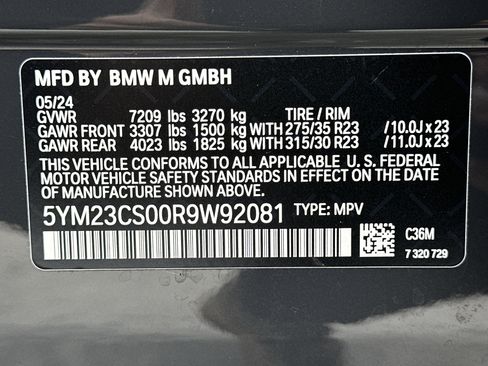 MFD BY BMW M GMBH
05/24
GVWR 7209 lbs 3270 kg TIRE / RIM
GAWR FRONT 3307 lbs 1500 kg WITH 275/35 R23 /10.0J x 23
GAWR REAR 4023 lbs 1825 kg WITH 315/30 R23 /11.0J x 23
THIS VEHICLE CONFORMS TO ALL APPLICABLE U.S. FEDERAL
MOTOR VEHICLE SAFETY STANDARDS IN EFFECT ON THE DATE
OF MANUFACTURE SHOWN ABOVE.
5YM23CS00R9W92081 TYPE: MPV
C36M
7 320 729